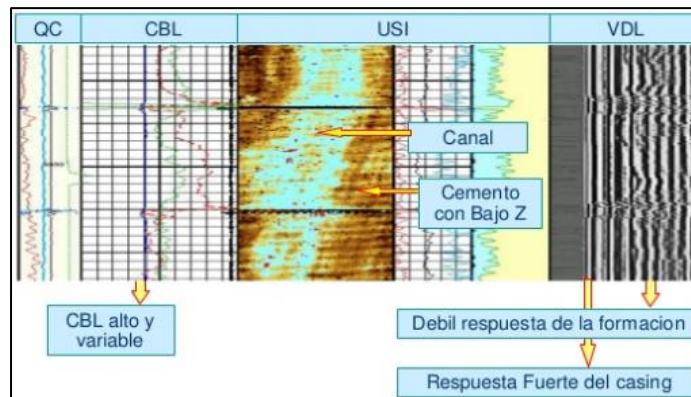 QC
CBL
USI
VDL
Canal
Cemento
con Bajo Z
CBL alto y
variable
Debil respuesta de la formacion
Respuesta Fuerte del casing